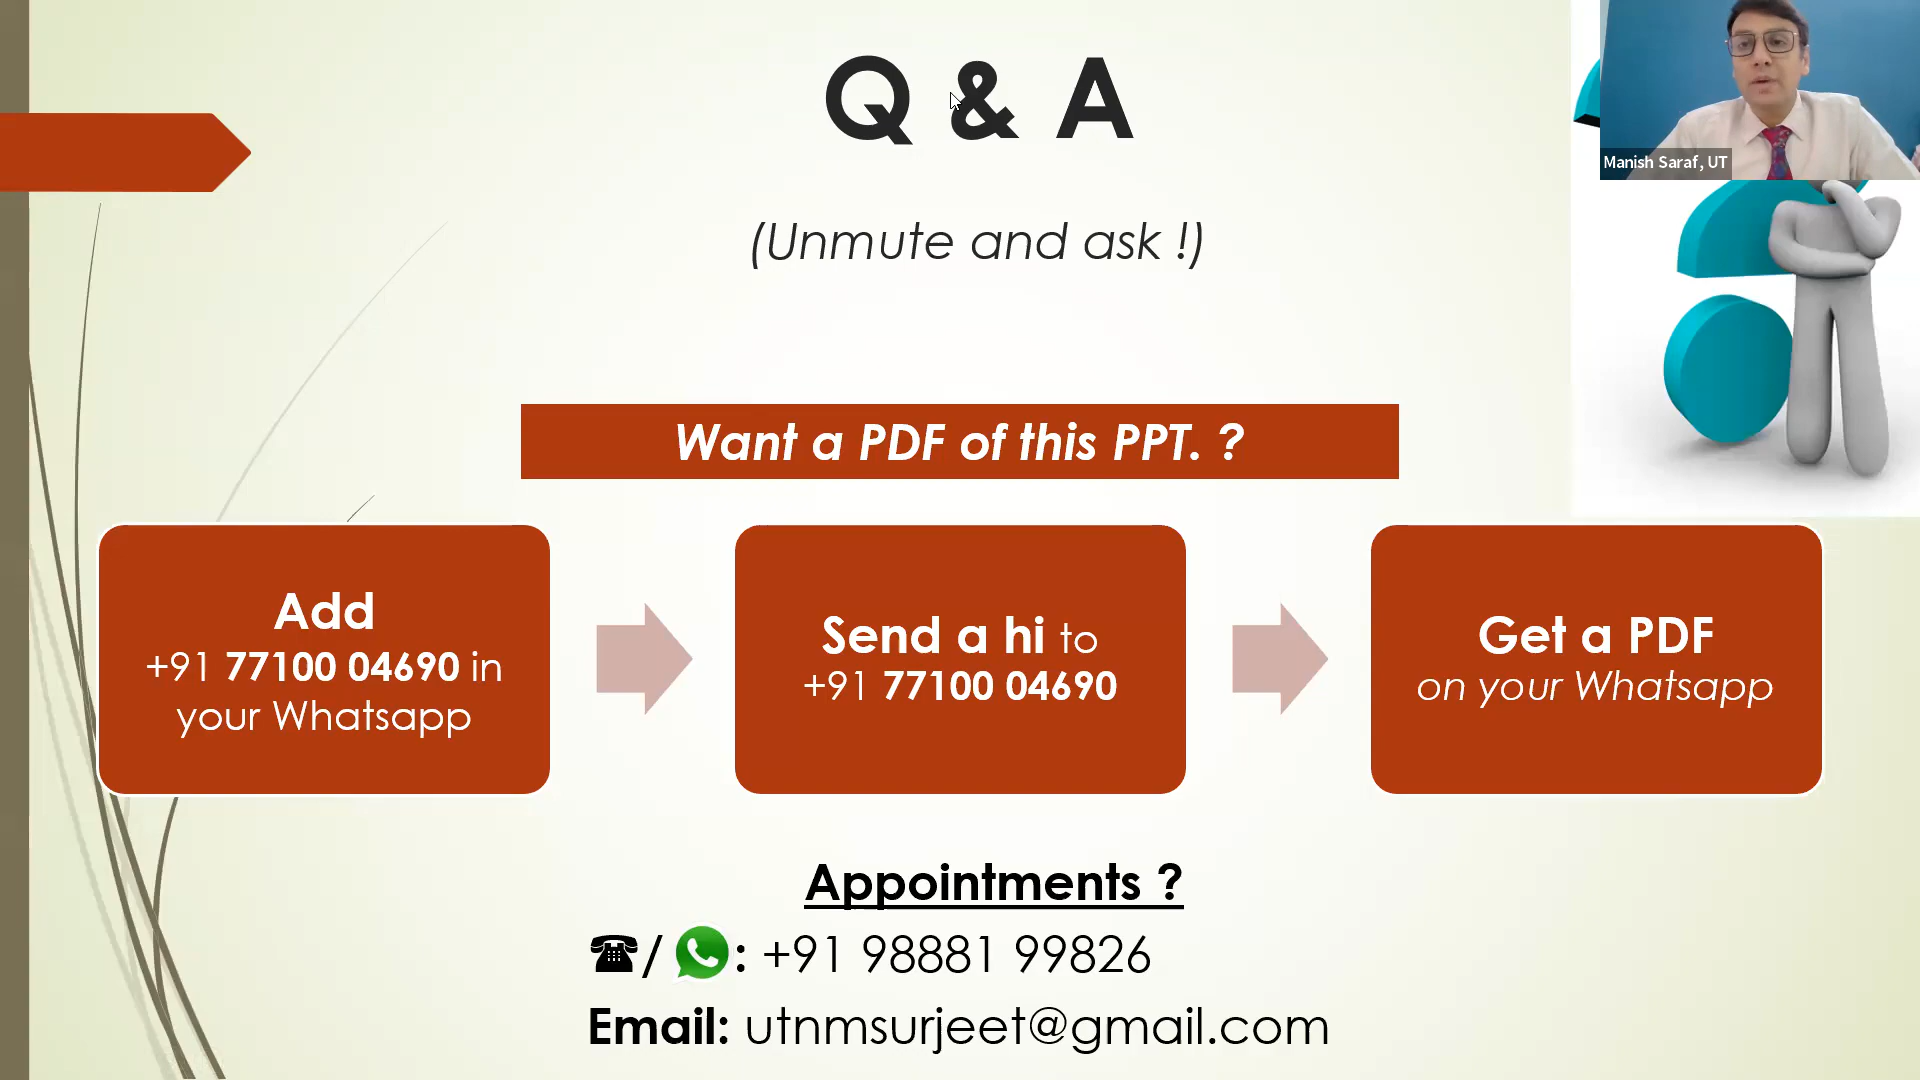 Q & A
Manish Saraf, UT
(Unmute and ask !)
Want a PDF of this PPT. ?
Add
+91 77100 04690 in
your Whatsapp
Send a hi to
+91 77100 04690
Get a PDF
on your Whatsapp
Appointments ?
☎/ : +91 98881 99826
Email: utnmsurjeet@gmail.com